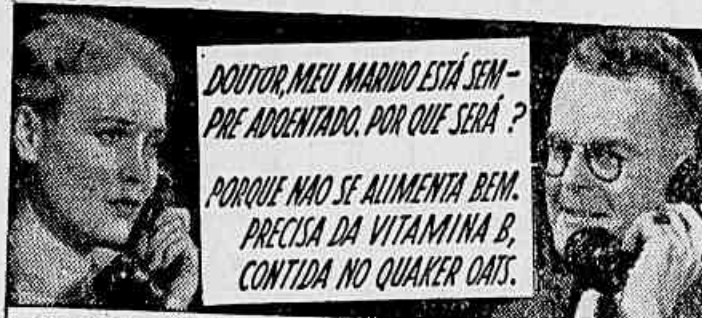 DOUTOR, MEU MARIDO ESTÁ SEM-
PRE ADOENTADO. POR QUE SERÁ ?
PORQUE NAO SE ALIMENTA BEM.
PRECISA DA VITAMINA B,
CONTIDA NO QUAKER OATS.